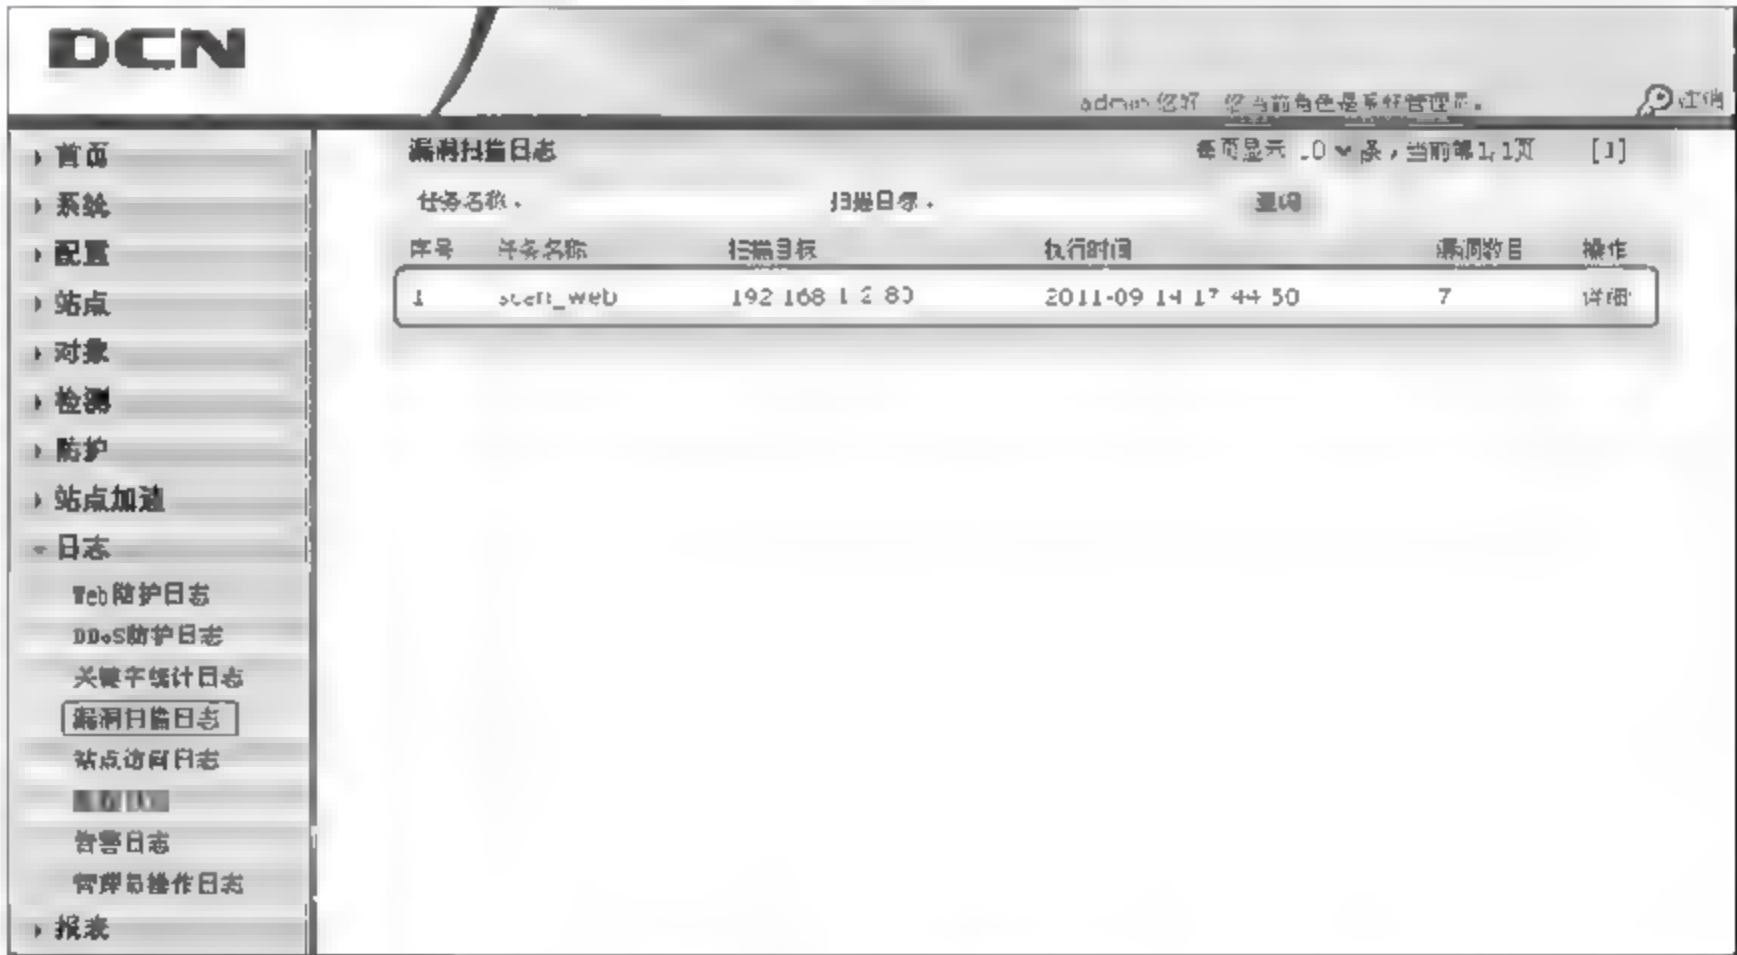 DCN
admin 您好 您当前角色是系统管理员。
注销
首页
系统
配置
站点
对象
检测
防护
站点加速
日志
Web防护日志
DDoS防护日志
关键字统计日志
漏洞扫描日志
站点访问日志
告警日志
管理员操作日志
报表
漏洞扫描日志 每页显示 10 条,当前第1/1页 [1]
任务名称: 扫描目标: 查询
序号 任务名称 扫描目标 执行时间 漏洞数目 操作
1 scan_web 192.168.1.2:80 2011-09-14 17:44:50 7 详细